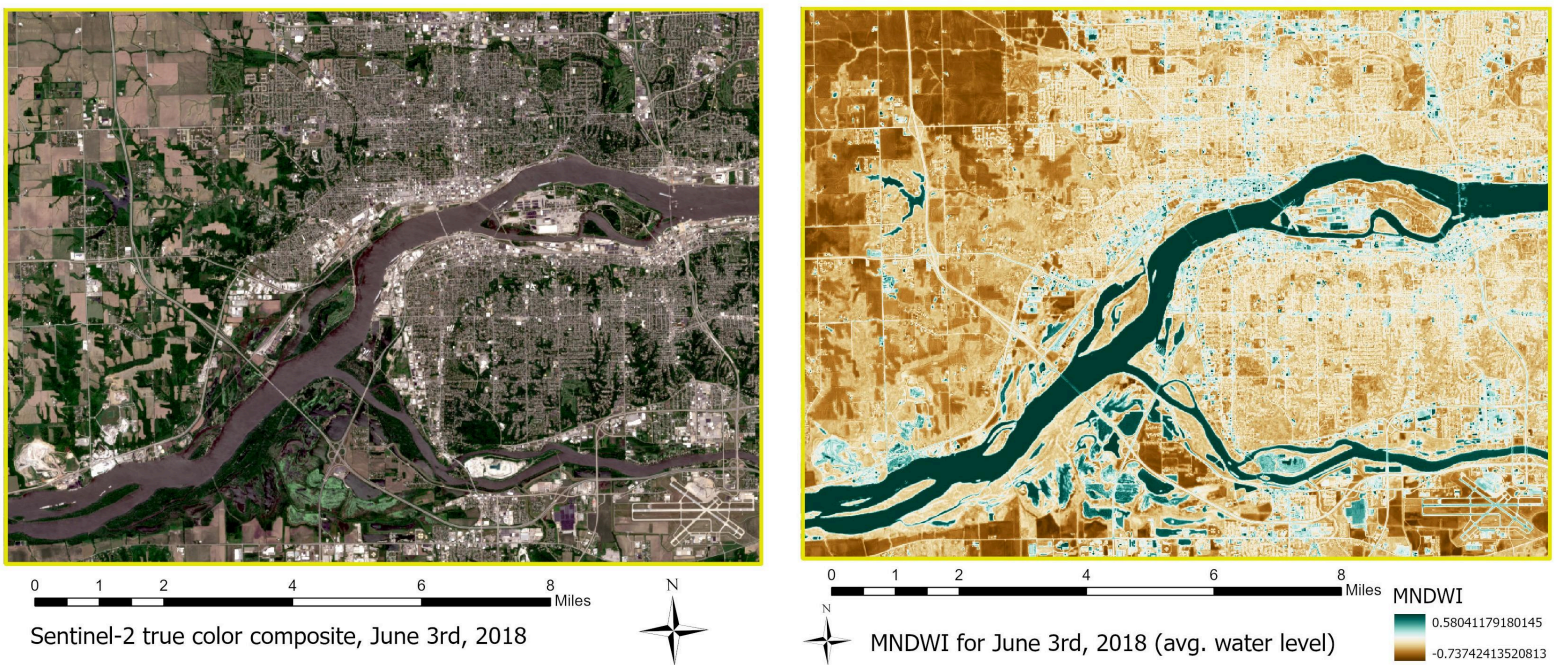 0 1 2 4 6 8 Miles
N
Sentinel-2 true color composite, June 3rd, 2018
0 1 2 4 6 8 Miles
N
MNDWI for June 3rd, 2018 (avg. water level)
MNDWI
0.58041179180145
-0.73742413520813